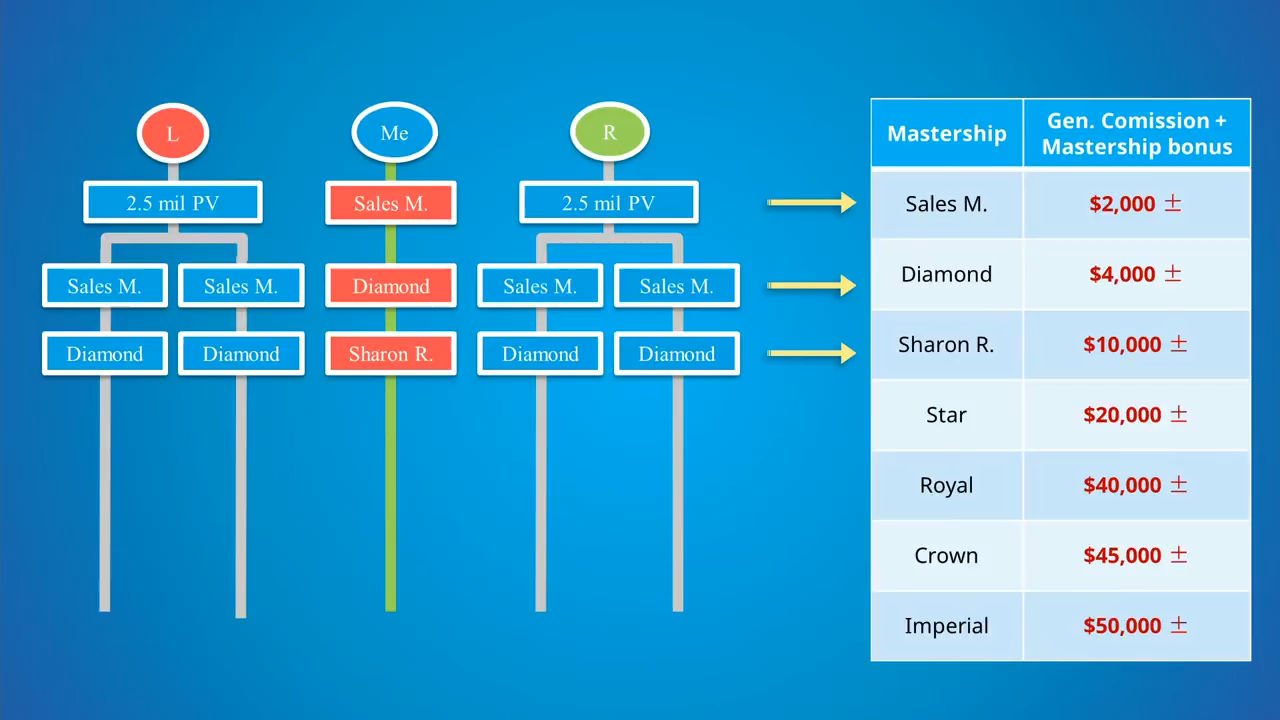 L
Me
R
2.5 mil PV
Sales M.
2.5 mil PV
Sales M.
Sales M.
Diamond
Sales M.
Sales M.
Diamond
Diamond
Sharon R.
Diamond
Diamond
Mastership
Gen. Comission +
Mastership bonus
Sales M.
$2,000 ±
Diamond
$4,000 ±
Sharon R.
$10,000 ±
Star
$20,000 ±
Royal
$40,000 ±
Crown
$45,000 ±
Imperial
$50,000 ±